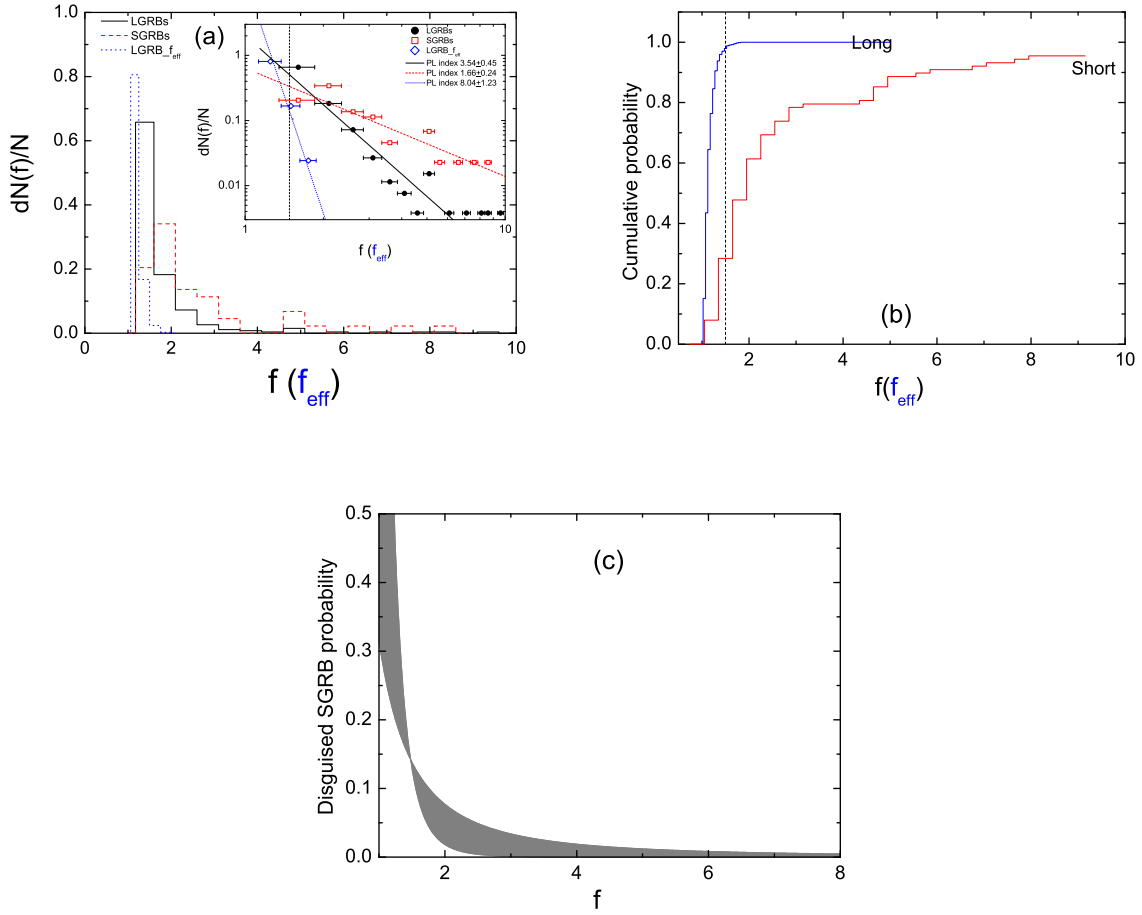 1.0
0.8
0.6
0.4
0.2
0.0
dN(f)/N
0
2
4
6
8
10
f (f_eff)
LGRBs
SGRBs
LGRB_f_eff
(a)
1
0.1
0.01
dN(f)/N
1
10
f (f_eff)
LGRBs
SGRBs
LGRB_f_eff
PL index 3.54±0.45
PL index 1.66±0.24
PL index 8.04±1.23
1.0
0.8
0.6
0.4
0.2
0.0
Cumulative probability
Long
Short
(b)
2
4
6
8
10
f(f_eff)
0.5
0.4
0.3
0.2
0.1
0.0
Disguised SGRB probability
(c)
2
4
6
8
f